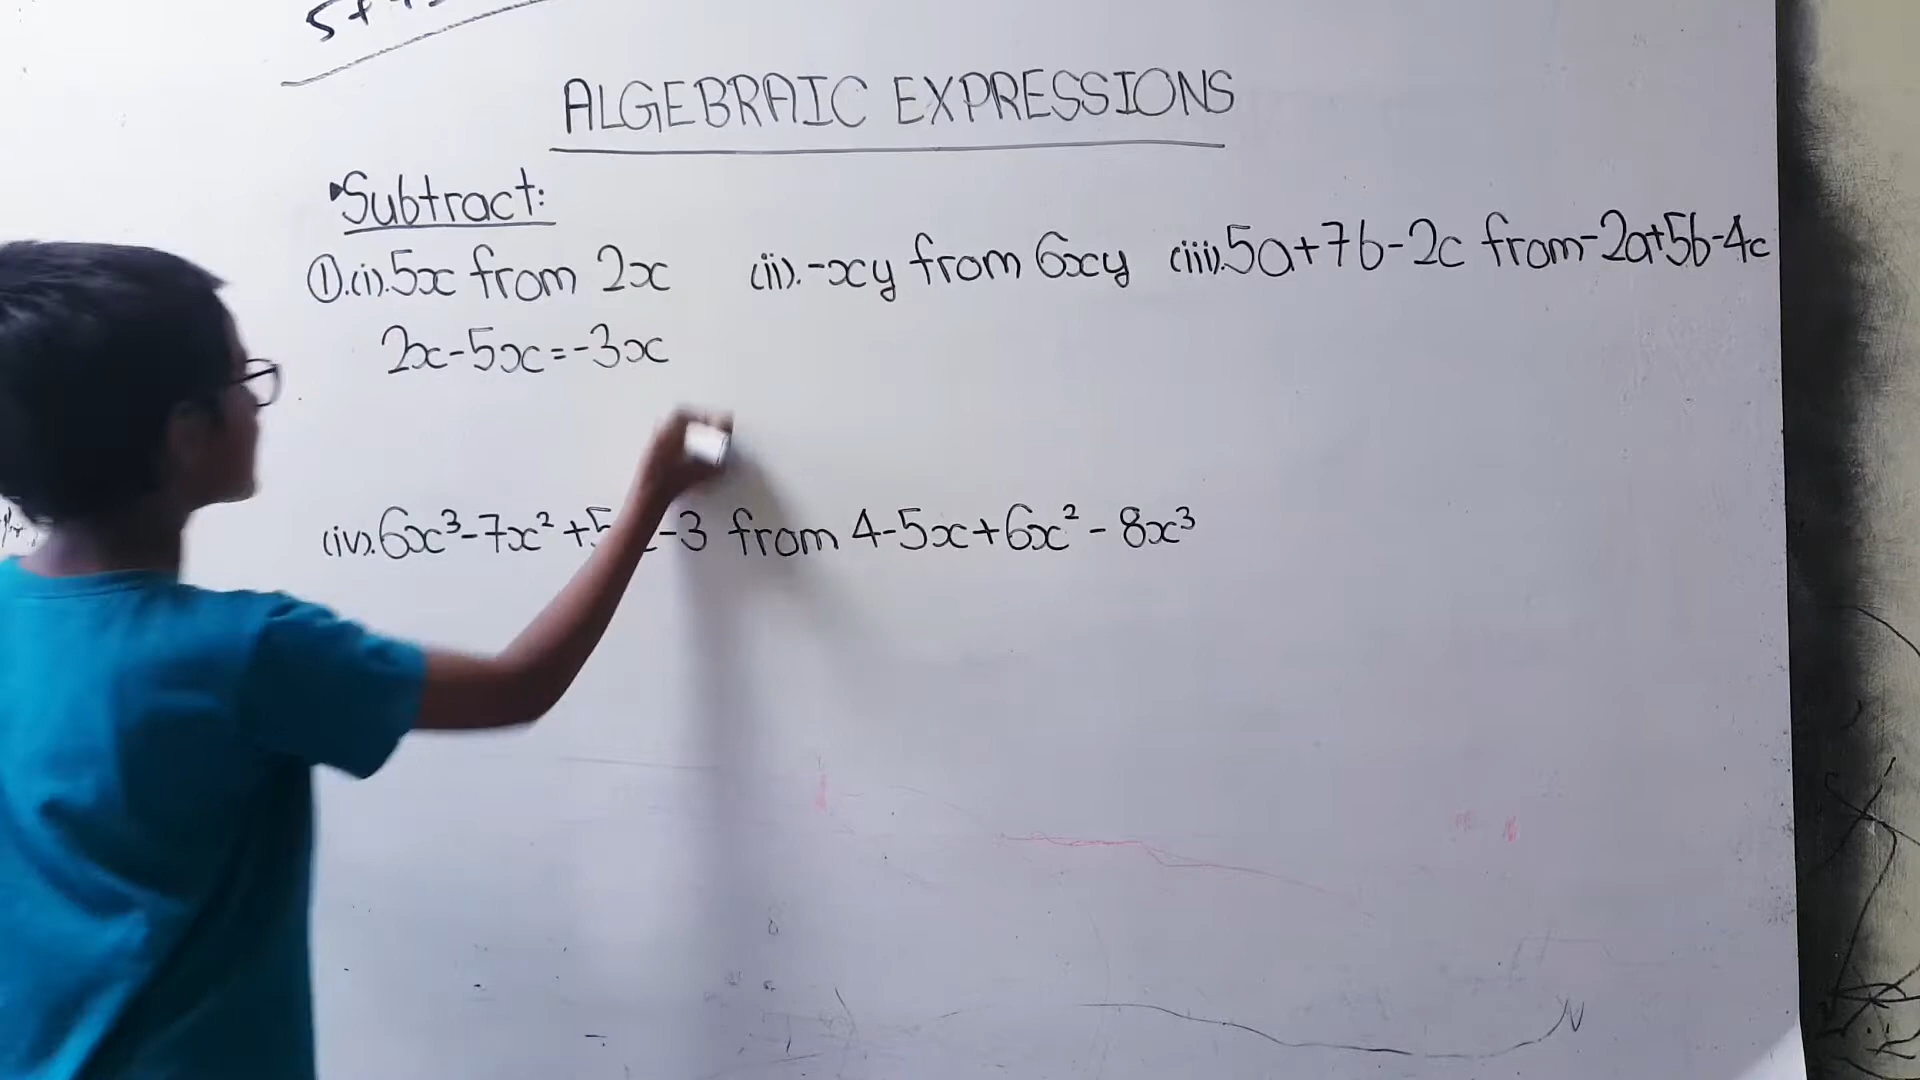 ALGEBRAIC EXPRESSIONS
Subtract:
①.(i).5x from 2x (ii).-xy from 6xy (iii).5a+7b-2c from-2a+5b-4c
2x-5x=-3x
(iv).6x³-7x²+5 -3 from 4-5x+6x²-8x³